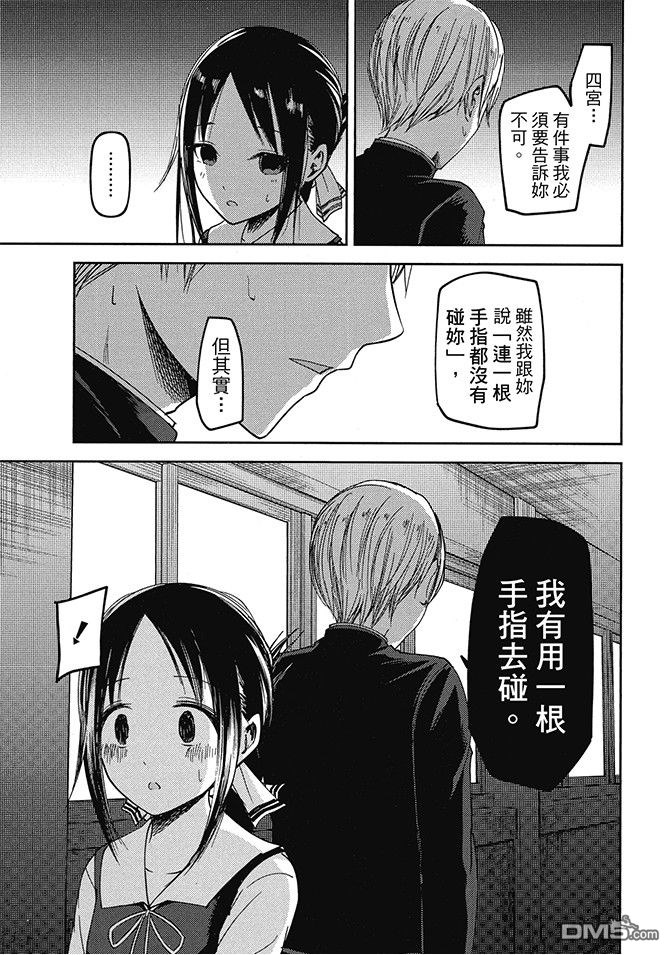 四宮…
有件事我必
須要告訴妳
不可。
………
雖然我跟妳
說「連一根
手指都沒有
碰妳」，
但其實…
我有用一根
手指去碰。
！
DM5.com